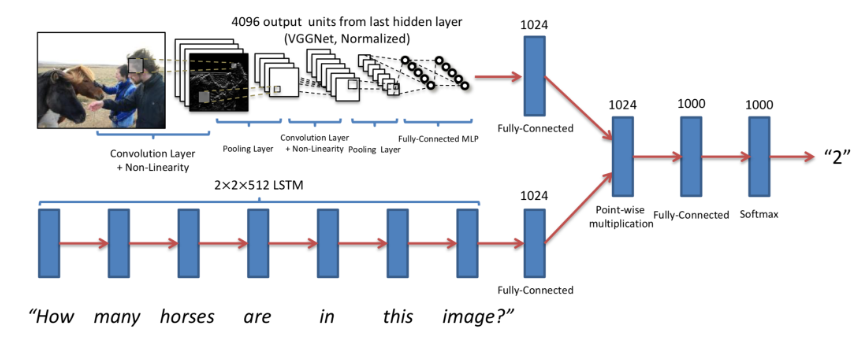 4096 output units from last hidden layer
(VGGNet, Normalized)
1024
Convolution Layer
+ Non-Linearity
Pooling Layer
Convolution Layer
+ Non-Linearity
Pooling Layer
Fully-Connected MLP
Fully-Connected
1024
1000
1000
"2"
Point-wise
multiplication
Fully-Connected
Softmax
2×2×512 LSTM
1024
Fully-Connected
"How many horses are in this image?"